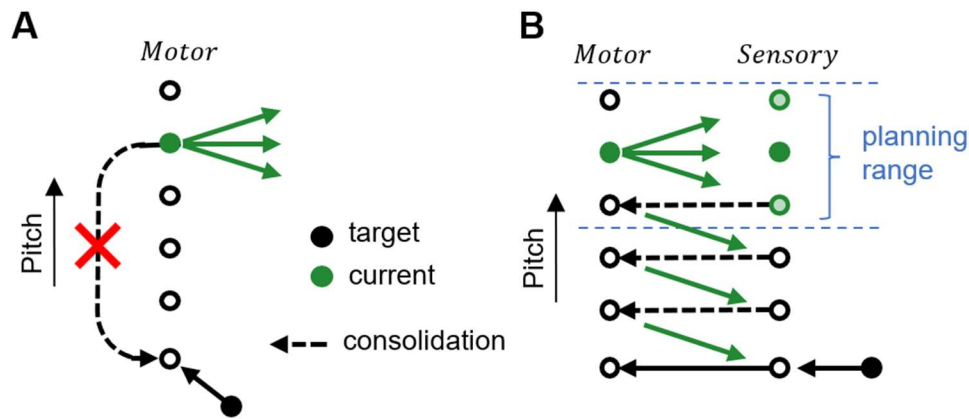 A
Motor
Pitch
target
current
consolidation
B
Motor
Sensory
planning
range
Pitch